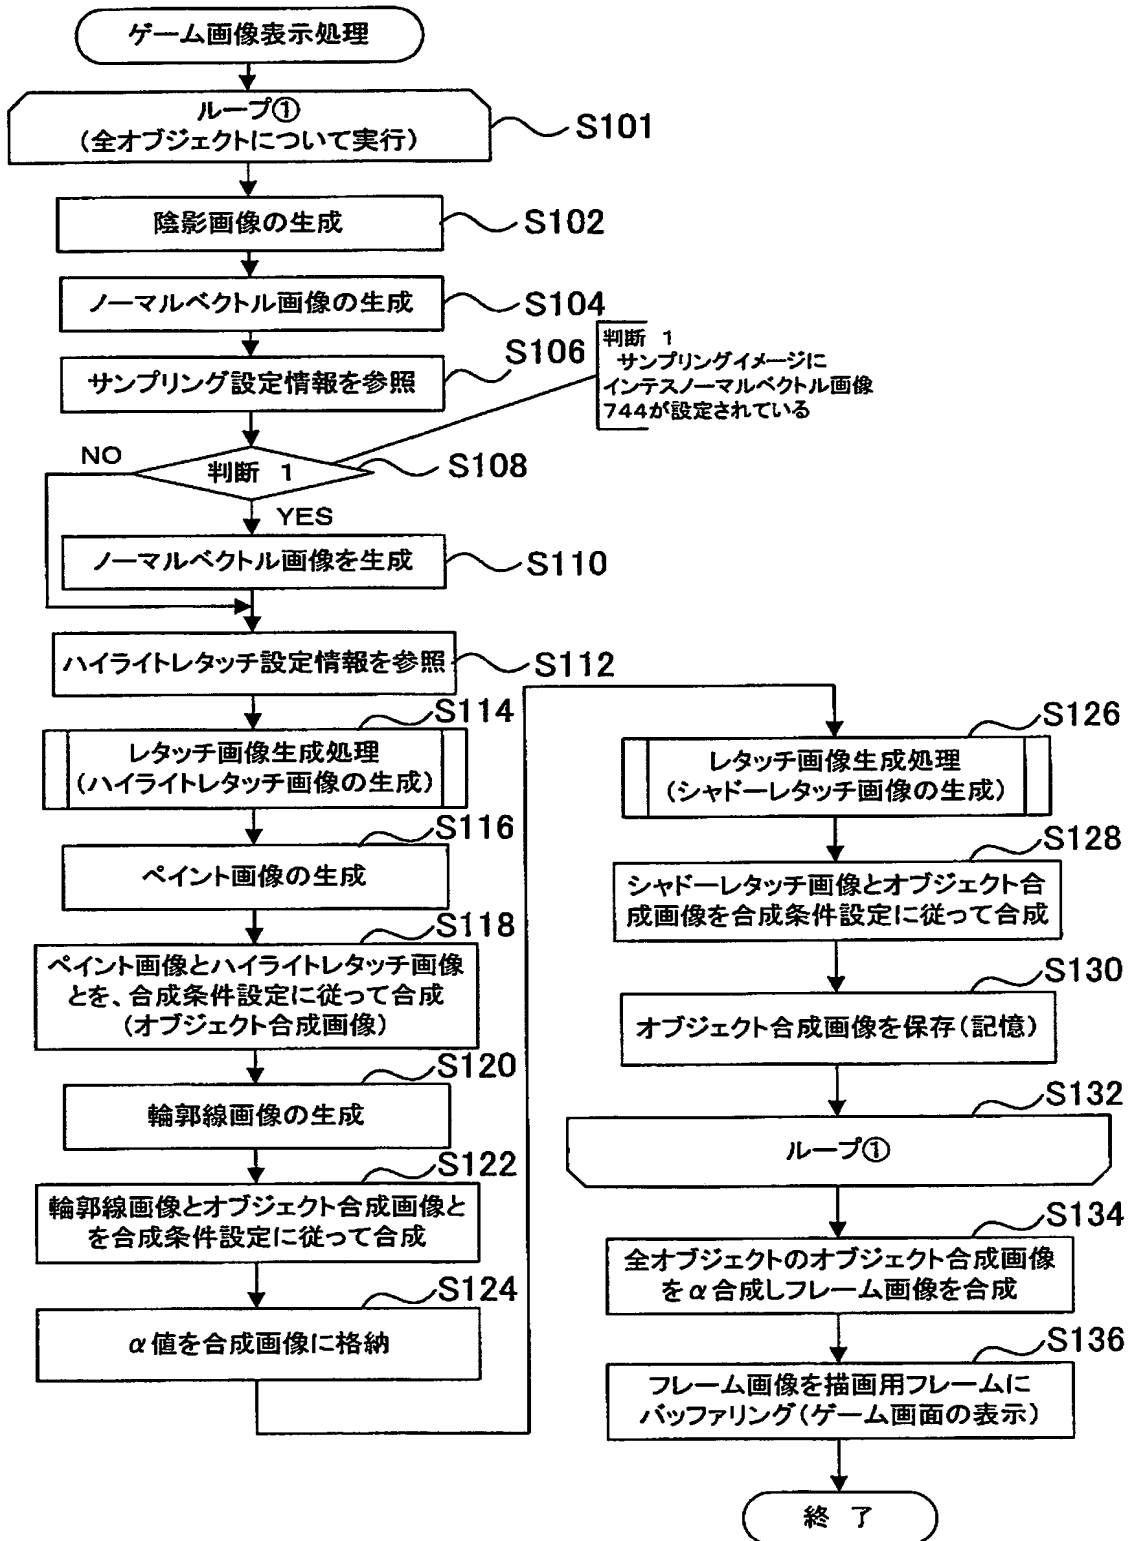 ゲーム画像表示処理
ループ①
(全オブジェクトについて実行)
S101
陰影画像の生成
S102
ノーマルベクトル画像の生成
S104
サンプリング設定情報を参照
S106
判断 1
サンプリングイメージに
インテスノーマルベクトル画像
744が設定されている
NO
判断 1
S108
YES
ノーマルベクトル画像を生成
S110
ハイライトレタッチ設定情報を参照
S112
S114
レタッチ画像生成処理
(ハイライトレタッチ画像の生成)
S116
ペイント画像の生成
S118
ペイント画像とハイライトレタッチ画像
とを、合成条件設定に従って合成
(オブジェクト合成画像)
S120
輪郭線画像の生成
S122
輪郭線画像とオブジェクト合成画像と
を合成条件設定に従って合成
S124
α値を合成画像に格納
S126
レタッチ画像生成処理
(シャドーレタッチ画像の生成)
S128
シャドーレタッチ画像とオブジェクト合
成画像を合成条件設定に従って合成
S130
オブジェクト合成画像を保存(記憶)
S132
ループ①
S134
全オブジェクトのオブジェクト合成画像
をα合成しフレーム画像を合成
S136
フレーム画像を描画用フレームに
バッファリング(ゲーム画面の表示)
終 了